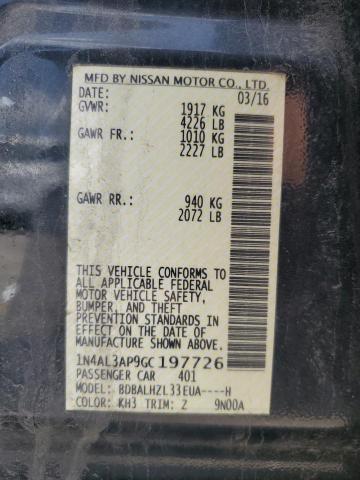 MFD BY NISSAN MOTOR CO., LTD.
DATE: 03/16
GVWR: 1917 KG
4226 LB
GAWR FR: 1010 KG
2227 LB
GAWR RR: 940 KG
2072 LB
THIS VEHICLE CONFORMS TO
ALL APPLICABLE FEDERAL
MOTOR VEHICLE SAFETY,
BUMPER, AND THEFT
PREVENTION STANDARDS IN
EFFECT ON THE DATE OF
MANUFACTURE SHOWN ABOVE.
1N4AL3AP9GC197726
PASSENGER CAR 401
MODEL: BDBALHZL33EUA----H
COLOR: KH3 TRIM: Z 9N00A